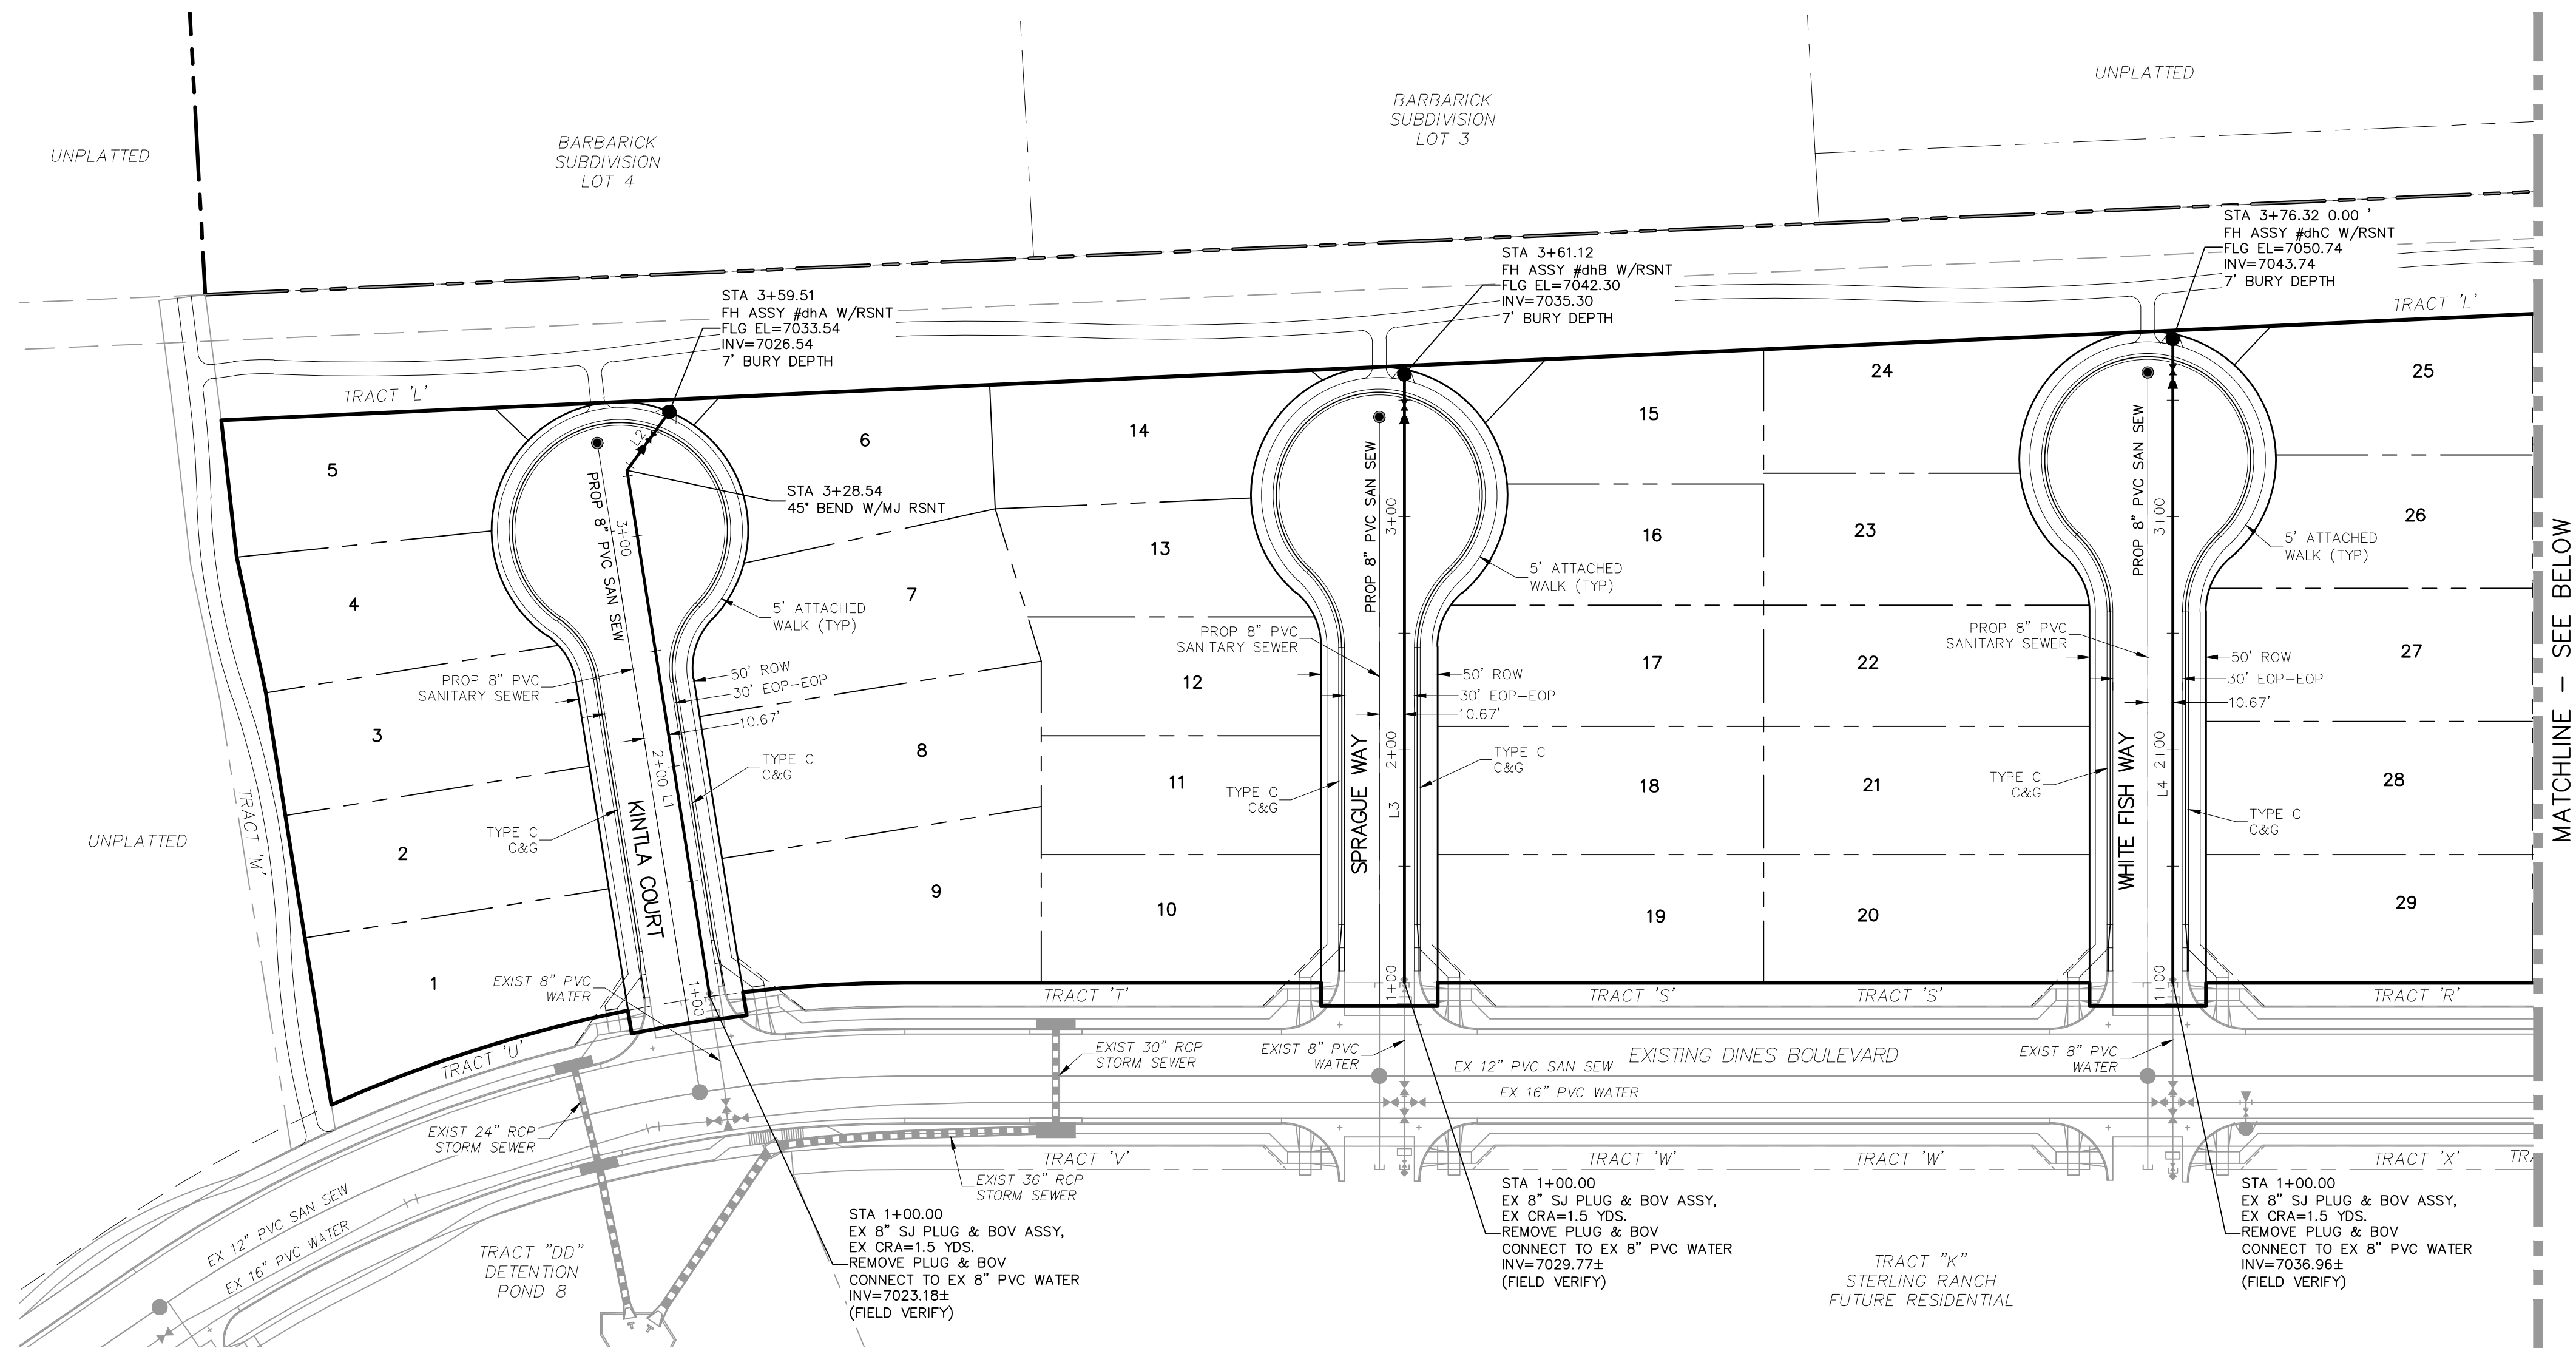 UNPLATTED
BARBARICK
SUBDIVISION
LOT 4
BARBARICK
SUBDIVISION
LOT 3
UNPLATTED
STA 3+59.51
FH ASSY #dhA W/RSNT
FLG EL=7033.54
INV=7026.54
7' BURY DEPTH
STA 3+61.12
FH ASSY #dhB W/RSNT
FLG EL=7042.30
INV=7035.30
7' BURY DEPTH
STA 3+76.32 0.00 '
FH ASSY #dhC W/RSNT
FLG EL=7050.74
INV=7043.74
7' BURY DEPTH
TRACT 'L'
TRACT 'L'
5
4
3
2
1
6
7
8
9
14
13
12
11
10
15
16
17
18
19
24
23
22
21
20
25
26
27
28
29
L2
STA 3+28.54
45° BEND W/MJ RSNT
PROP 8" PVC SAN SEW
3+00
5' ATTACHED
WALK (TYP)
PROP 8" PVC
SANITARY SEWER
50' ROW
30' EOP-EOP
10.67'
2+00
L1
TYPE C
C&G
TYPE C
C&G
KINTLA COURT
1+00
PROP 8" PVC SAN SEW
3+00
5' ATTACHED
WALK (TYP)
PROP 8" PVC
SANITARY SEWER
50' ROW
30' EOP-EOP
10.67'
2+00
L3
TYPE C
C&G
TYPE C
C&G
SPRAGUE WAY
1+00
PROP 8" PVC SAN SEW
3+00
5' ATTACHED
WALK (TYP)
PROP 8" PVC
SANITARY SEWER
50' ROW
30' EOP-EOP
10.67'
2+00
L4
TYPE C
C&G
TYPE C
C&G
WHITE FISH WAY
1+00
MATCHLINE - SEE BELOW
UNPLATTED
TRACT 'M'
EXIST 8" PVC
WATER
TRACT 'U'
TRACT 'T'
TRACT 'S'
TRACT 'S'
TRACT 'R'
EXIST 30" RCP
STORM SEWER
EXIST 8" PVC
WATER
EXISTING DINES BOULEVARD
EX 12" PVC SAN SEW
EX 16" PVC WATER
EXIST 8" PVC
WATER
EXIST 24" RCP
STORM SEWER
EXIST 36" RCP
STORM SEWER
TRACT 'V'
TRACT 'W'
TRACT 'W'
TRACT 'X'
TRA
EX 12" PVC SAN SEW
EX 16" PVC WATER
TRACT "DD"
DETENTION
POND 8
STA 1+00.00
EX 8" SJ PLUG & BOV ASSY,
EX CRA=1.5 YDS.
REMOVE PLUG & BOV
CONNECT TO EX 8" PVC WATER
INV=7023.18±
(FIELD VERIFY)
STA 1+00.00
EX 8" SJ PLUG & BOV ASSY,
EX CRA=1.5 YDS.
REMOVE PLUG & BOV
CONNECT TO EX 8" PVC WATER
INV=7029.77±
(FIELD VERIFY)
TRACT "K"
STERLING RANCH
FUTURE RESIDENTIAL
STA 1+00.00
EX 8" SJ PLUG & BOV ASSY,
EX CRA=1.5 YDS.
REMOVE PLUG & BOV
CONNECT TO EX 8" PVC WATER
INV=7036.96±
(FIELD VERIFY)